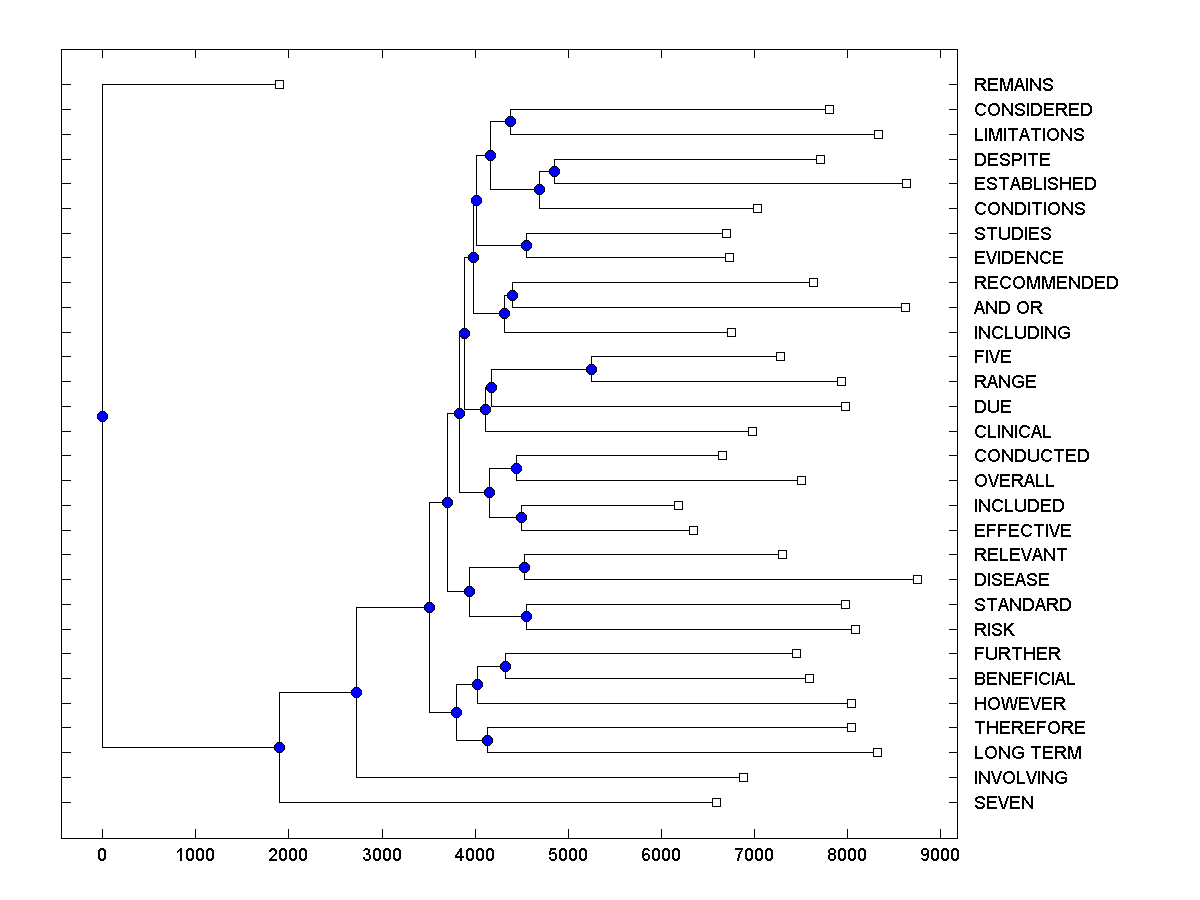 REMAINS
CONSIDERED
LIMITATIONS
DESPITE
ESTABLISHED
CONDITIONS
STUDIES
EVIDENCE
RECOMMENDED
AND OR
INCLUDING
FIVE
RANGE
DUE
CLINICAL
CONDUCTED
OVERALL
INCLUDED
EFFECTIVE
RELEVANT
DISEASE
STANDARD
RISK
FURTHER
BENEFICIAL
HOWEVER
THEREFORE
LONG TERM
INVOLVING
SEVEN
0 1000 2000 3000 4000 5000 6000 7000 8000 9000